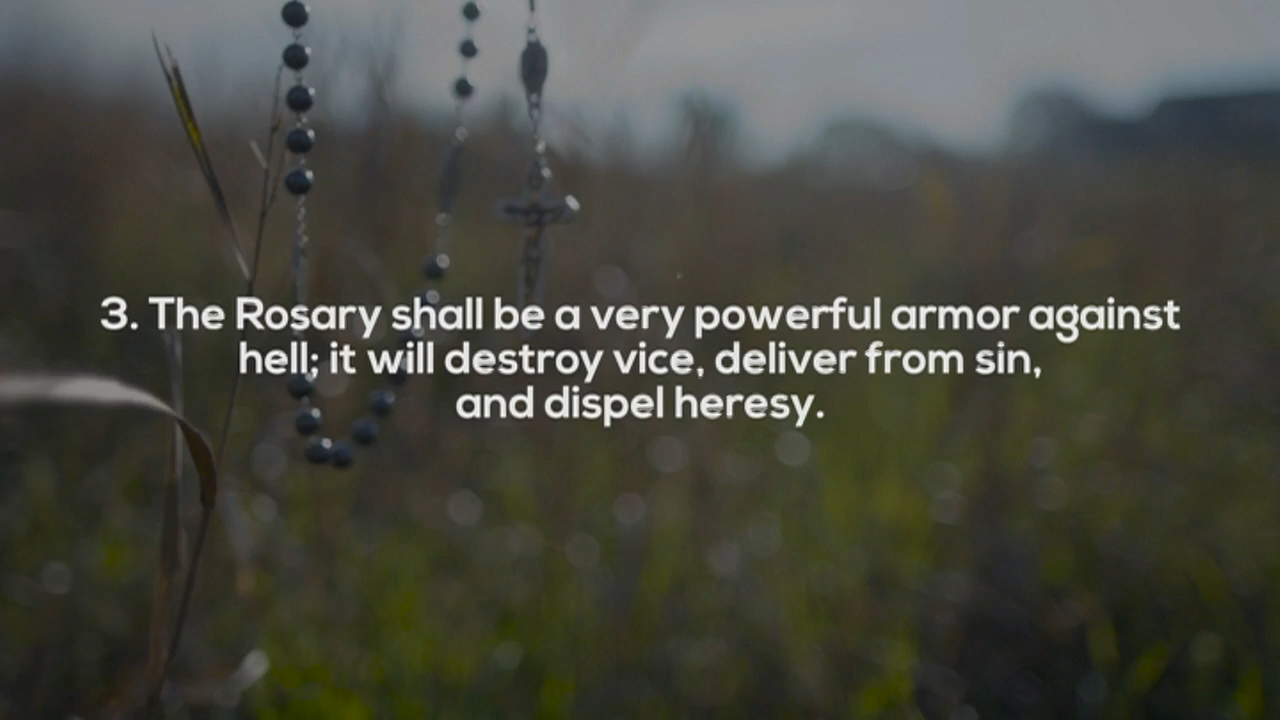 3. The Rosary shall be a very powerful armor against
hell; it will destroy vice, deliver from sin,
and dispel heresy.